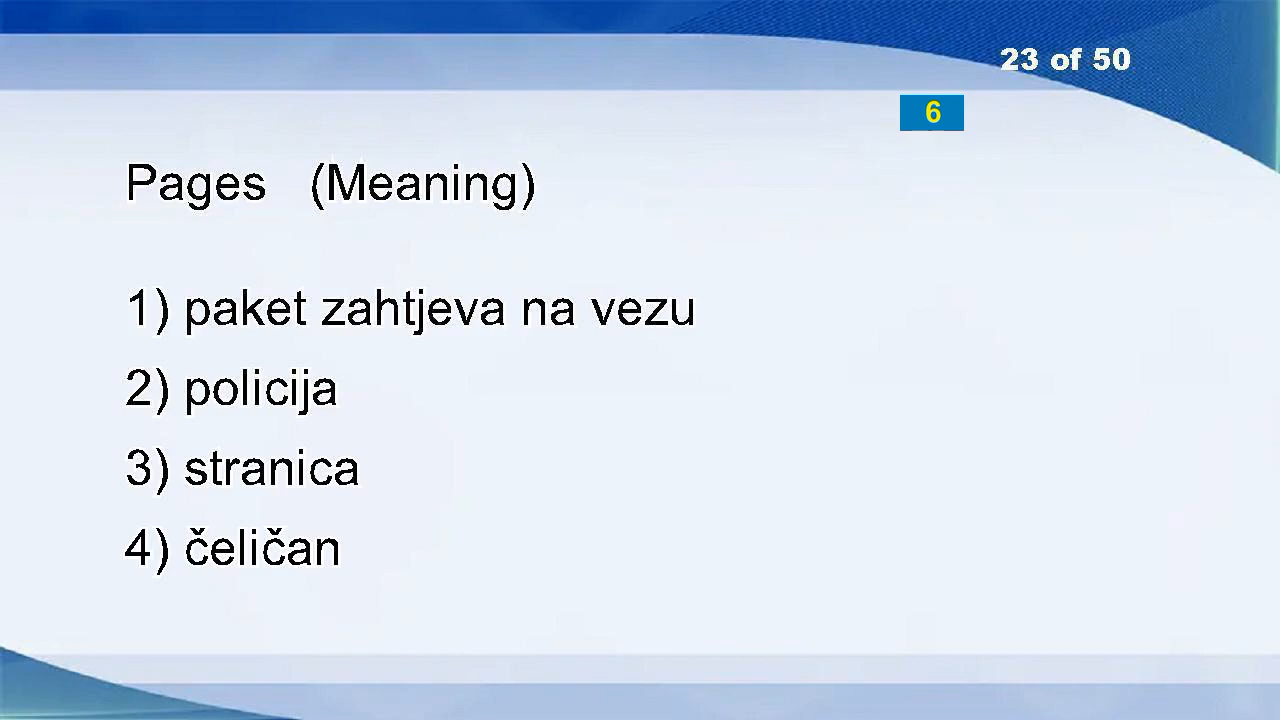 23 of 50
6
Pages (Meaning)
1) paket zahtjeva na vezu
2) policija
3) stranica
4) čeličan